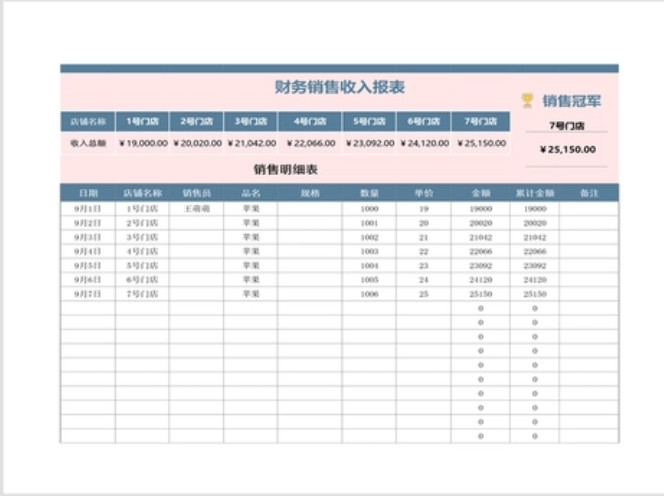 财务销售收入报表
销售冠军
店铺名称 1号门店 2号门店 3号门店 4号门店 5号门店 6号门店 7号门店
7号门店
收入总额 ￥19,000.00 ￥20,020.00 ￥21,042.00 ￥22,066.00 ￥23,092.00 ￥24,120.00 ￥25,150.00
￥25,150.00
销售明细表
日期 店铺名称 销售员 品名 规格 数量 单价 金额 累计金额 备注
9月1日 1号门店 王萌萌 苹果 1000 19 19000 19000
9月2日 2号门店 苹果 1001 20 20020 20020
9月3日 3号门店 苹果 1002 21 21042 21042
9月4日 4号门店 苹果 1003 22 22066 22066
9月5日 5号门店 苹果 1004 23 23092 23092
9月6日 6号门店 苹果 1005 24 24120 24120
9月7日 7号门店 苹果 1006 25 25150 25150
0 0
0 0
0 0
0 0
0 0
0 0
0 0
0 0
0 0
0 0